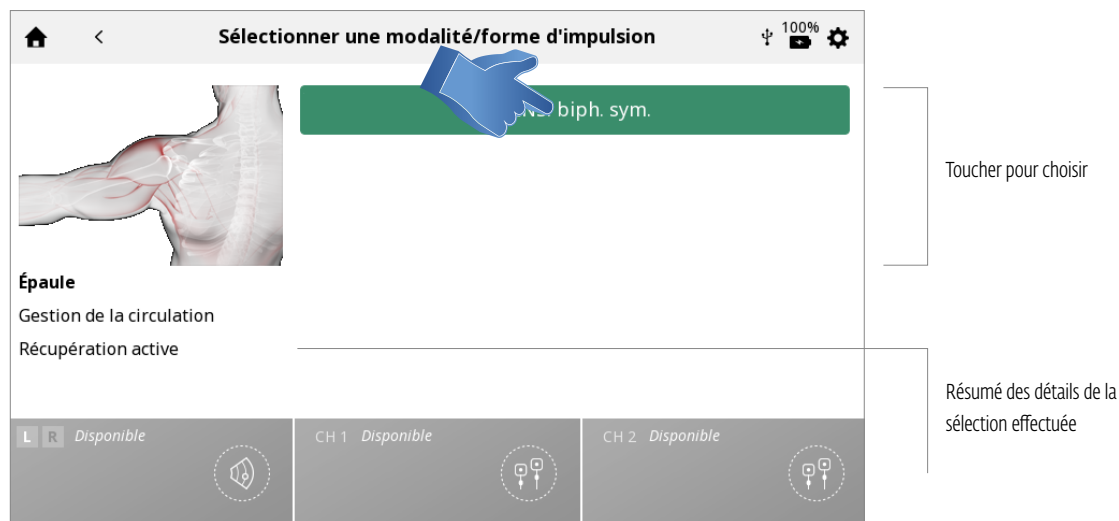 Sélectionner une modalité/forme d'impulsion
100%
biph. sym.
Toucher pour choisir
Épaule
Gestion de la circulation
Récupération active
Résumé des détails de la
sélection effectuée
L R Disponible
CH 1 Disponible
CH 2 Disponible